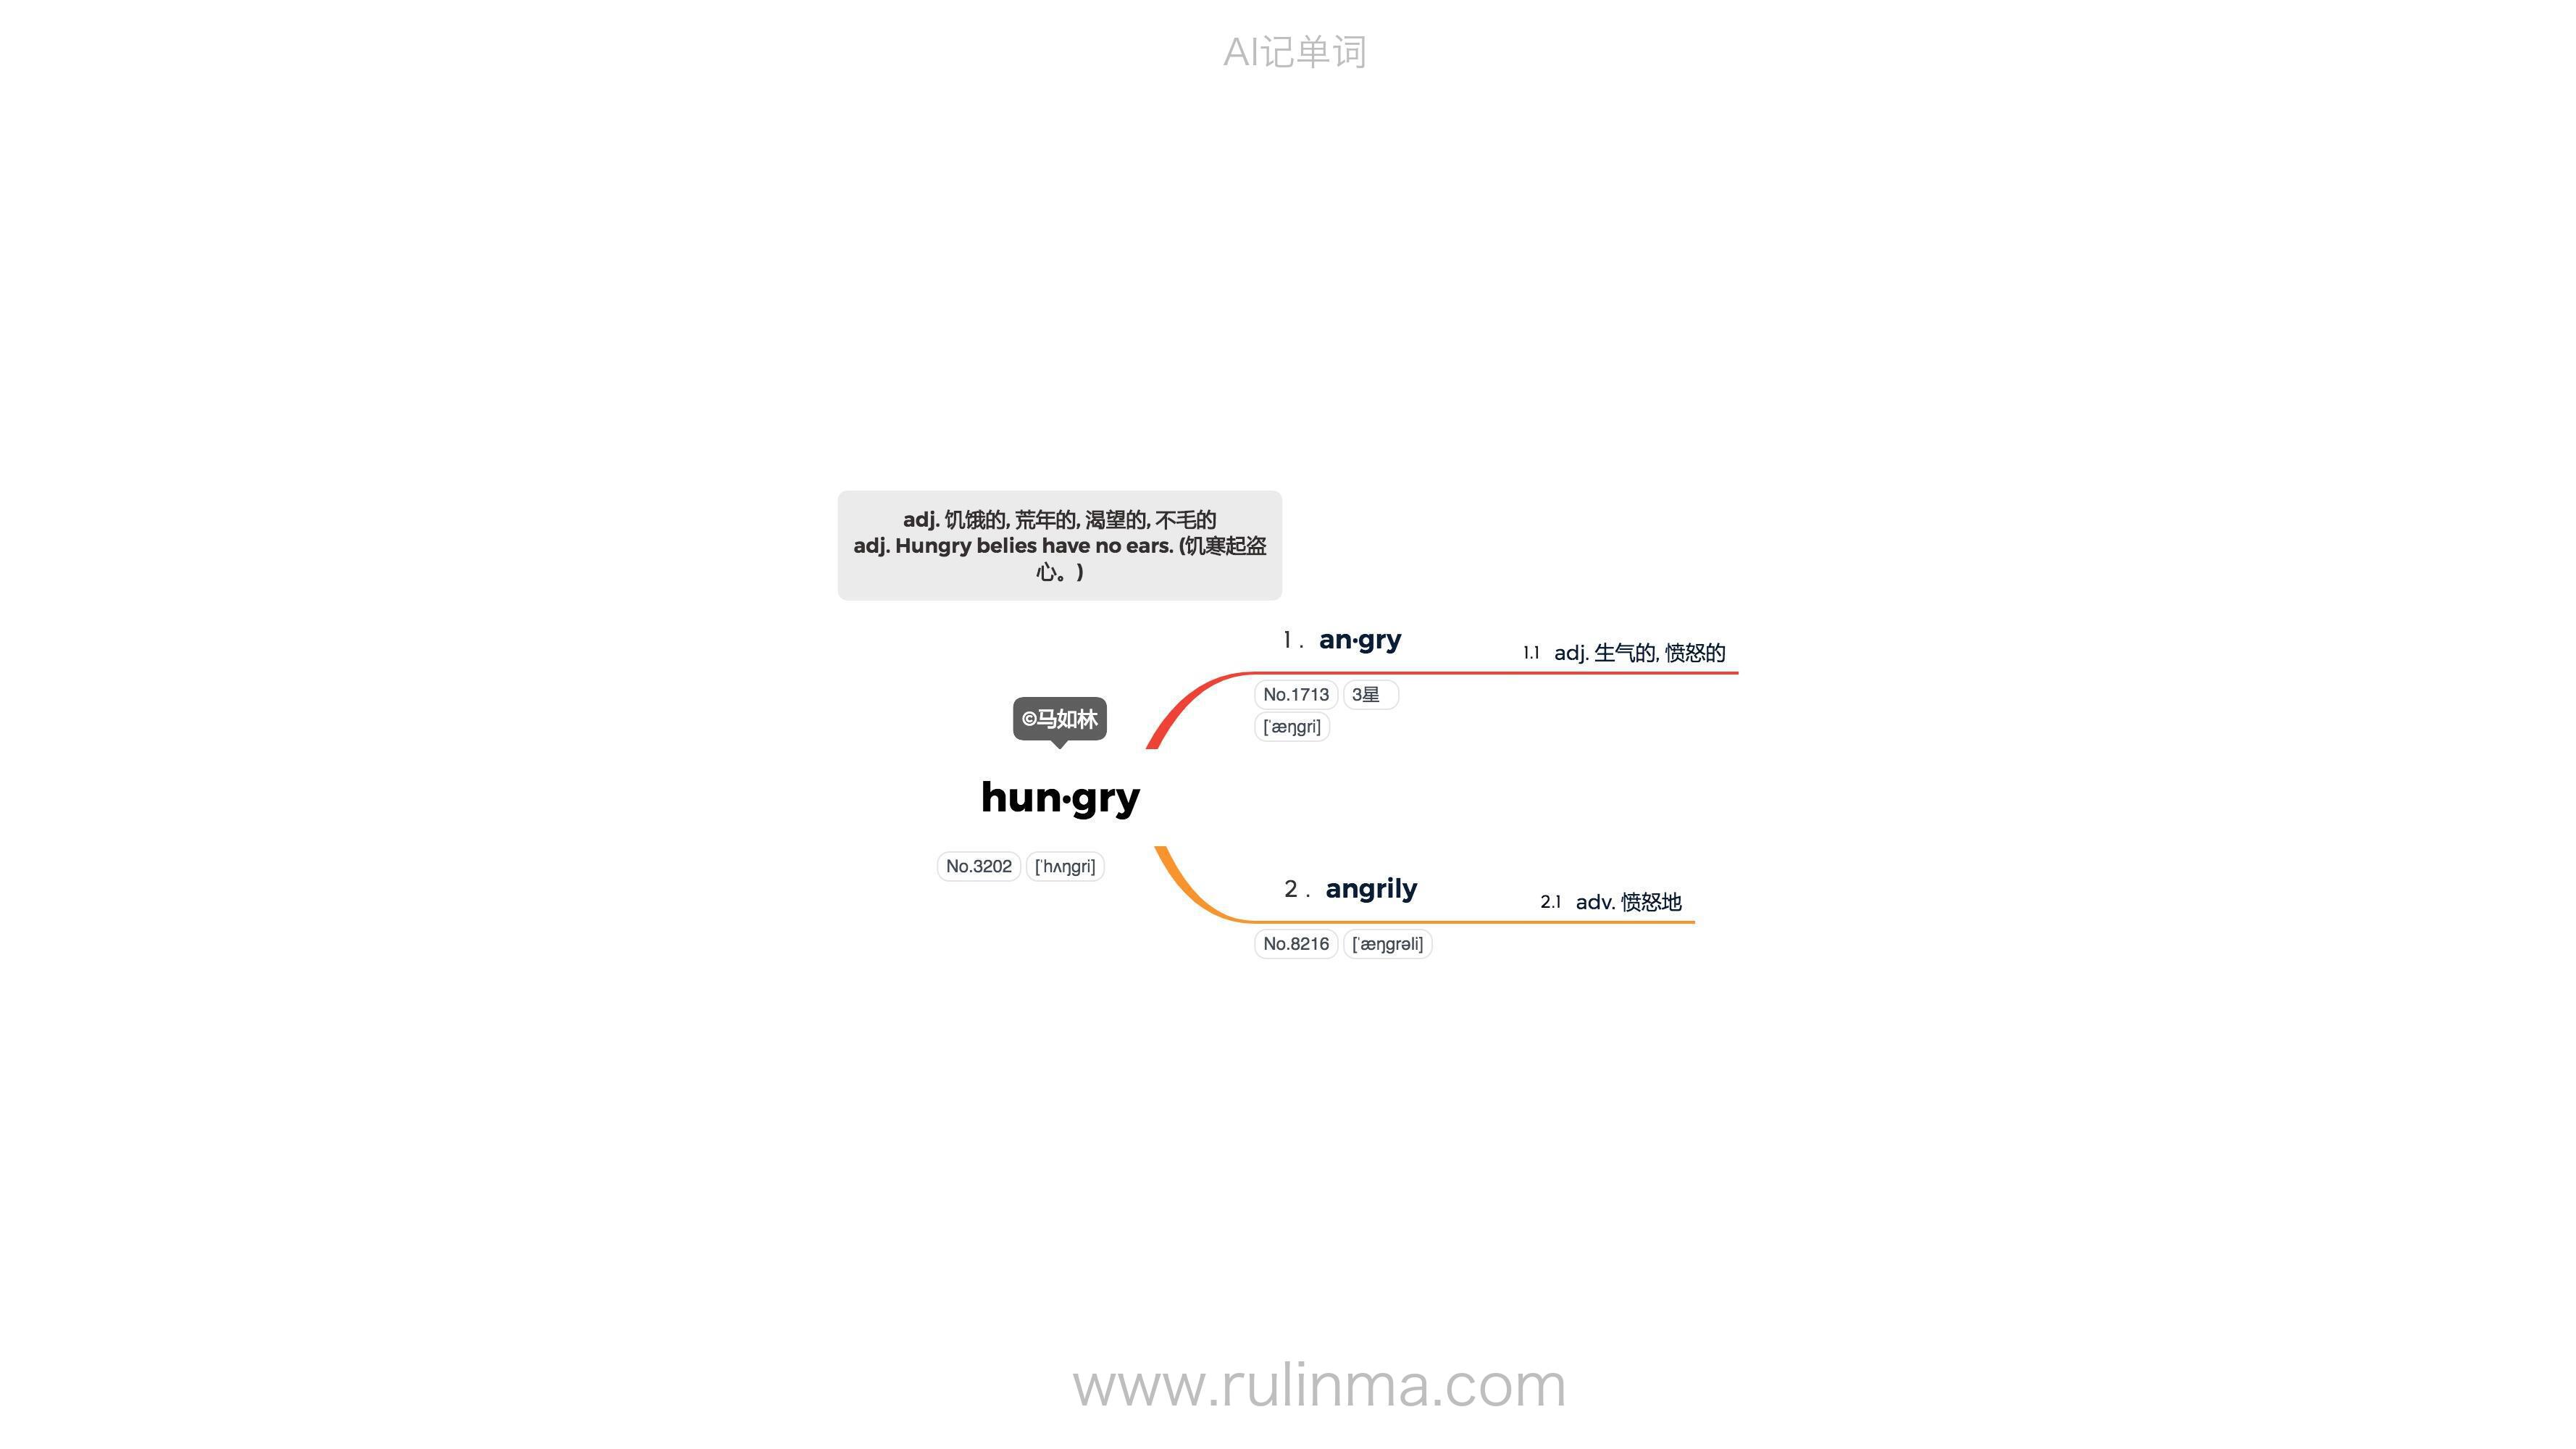 AI记单词
adj. 饥饿的, 荒年的, 渴望的, 不毛的
adj. Hungry belies have no ears. (饥寒起盗
心。)
1 . an·gry
1.1 adj. 生气的, 愤怒的
No.1713 3星
[ˈæŋgri]
©马如林
hun·gry
No.3202 [ˈhʌŋgri]
2 . angrily
2.1 adv. 愤怒地
No.8216 [ˈæŋgrəli]
www.rulinma.com